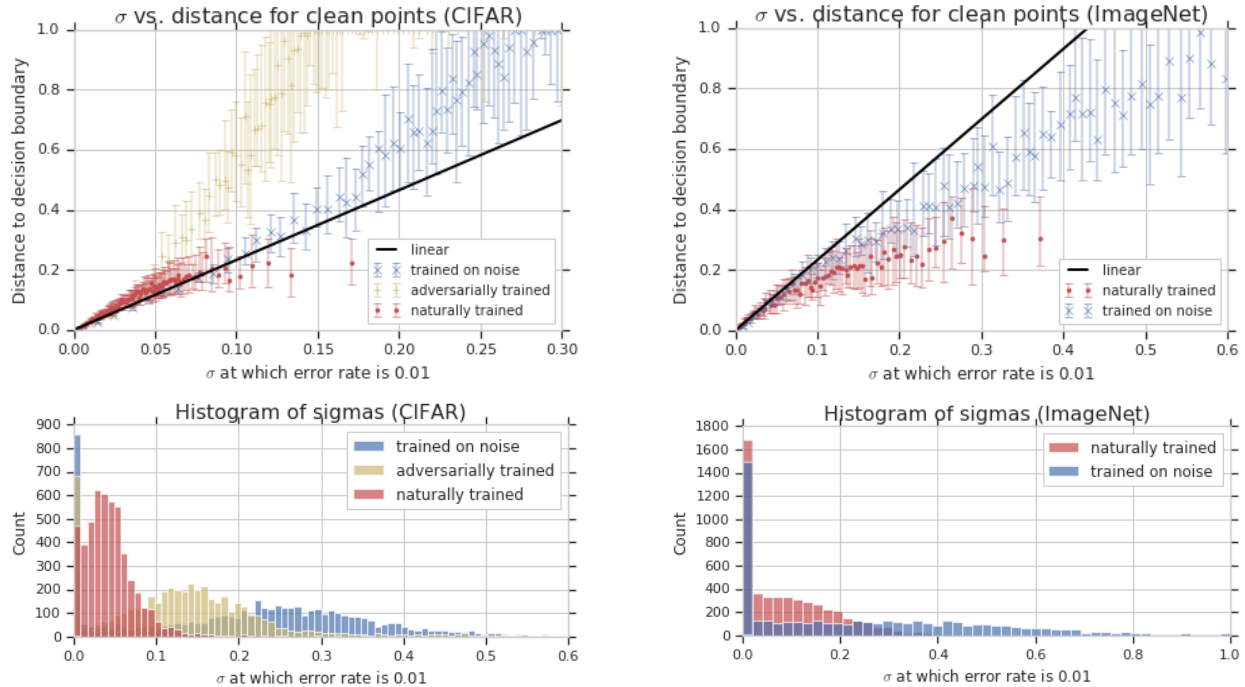 σ vs. distance for clean points (CIFAR)
1.0
0.8
0.6
0.4
0.2
0.0
Distance to decision boundary
linear
trained on noise
adversarially trained
naturally trained
0.00 0.05 0.10 0.15 0.20 0.25 0.30
σ at which error rate is 0.01
σ vs. distance for clean points (ImageNet)
1.0
0.8
0.6
0.4
0.2
0.0
Distance to decision boundary
linear
naturally trained
trained on noise
0.0 0.1 0.2 0.3 0.4 0.5 0.6
σ at which error rate is 0.01
Histogram of sigmas (CIFAR)
900
800
700
600
500
400
300
200
100
0
Count
trained on noise
adversarially trained
naturally trained
0.0 0.1 0.2 0.3 0.4 0.5 0.6
σ at which error rate is 0.01
Histogram of sigmas (ImageNet)
1800
1600
1400
1200
1000
800
600
400
200
0
Count
naturally trained
trained on noise
0.0 0.2 0.4 0.6 0.8 1.0
σ at which error rate is 0.01